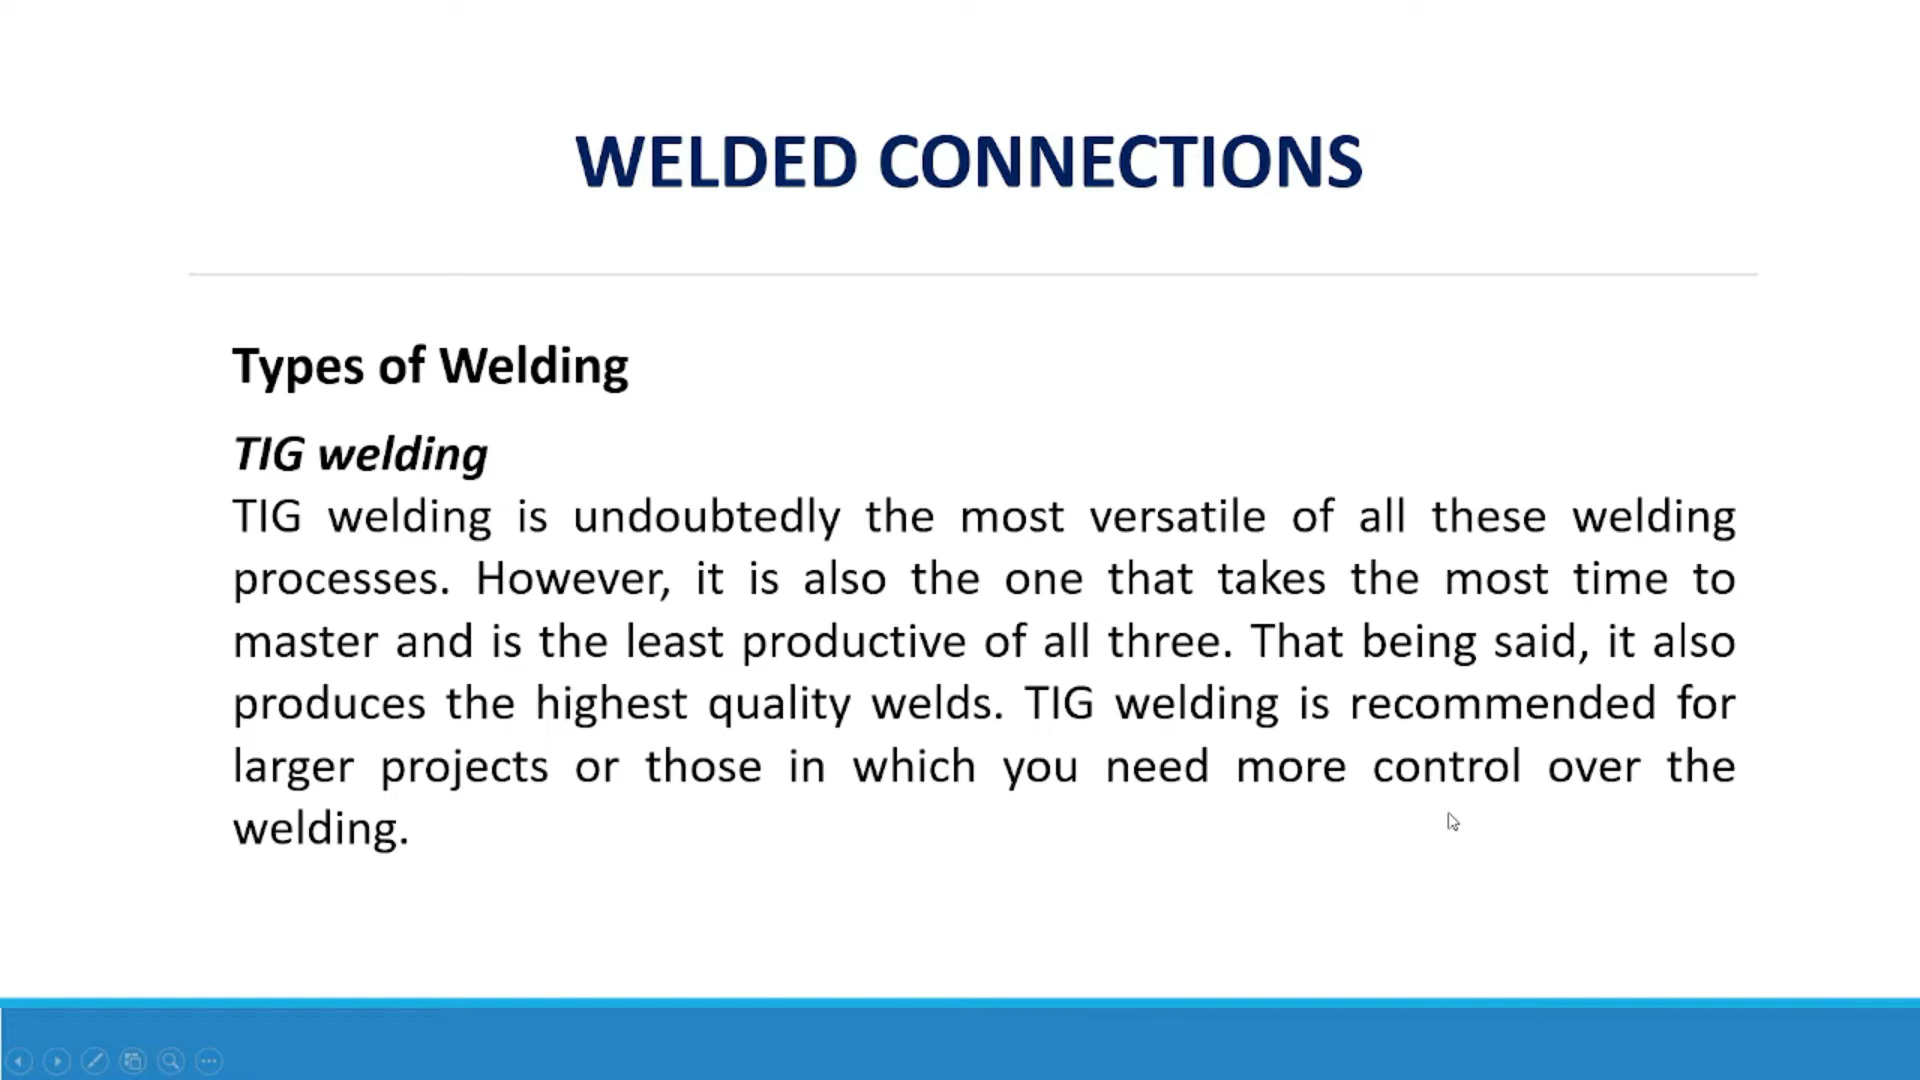 WELDED CONNECTIONS
Types of Welding
TIG welding
TIG welding is undoubtedly the most versatile of all these welding
processes. However, it is also the one that takes the most time to
master and is the least productive of all three. That being said, it also
produces the highest quality welds. TIG welding is recommended for
larger projects or those in which you need more control over the
welding.